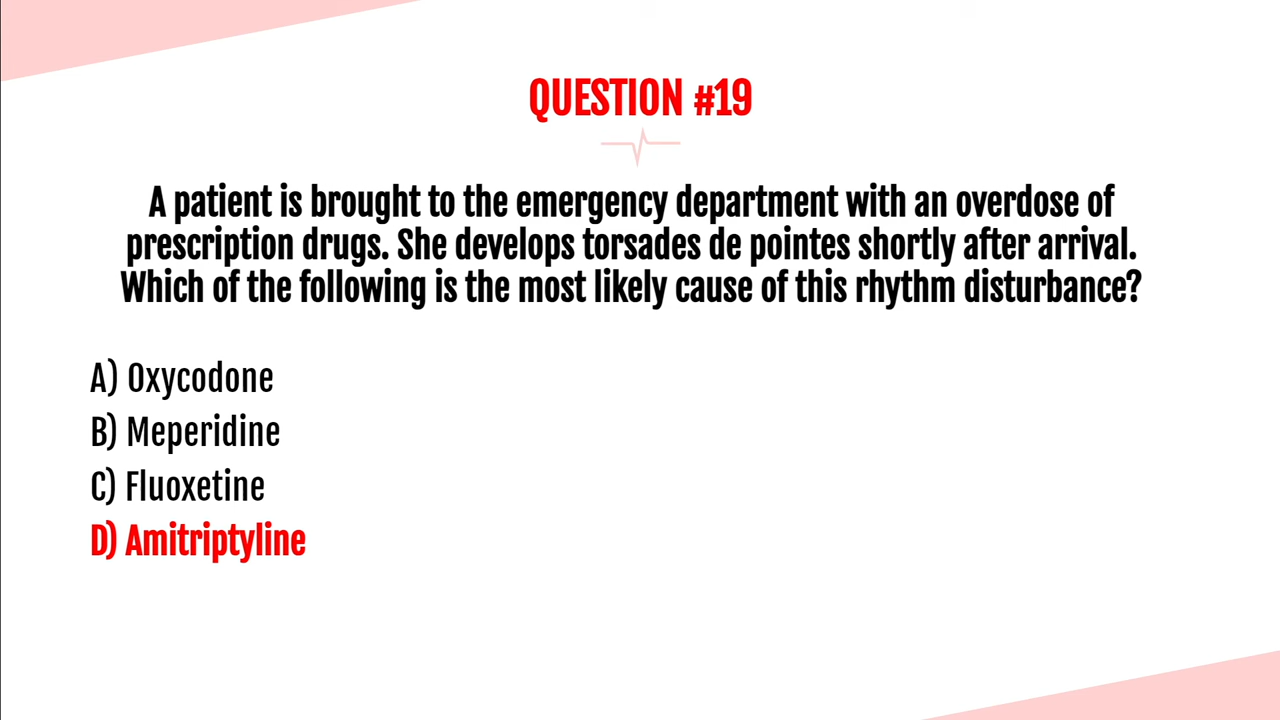 QUESTION #19
A patient is brought to the emergency department with an overdose of
prescription drugs. She develops torsades de pointes shortly after arrival.
Which of the following is the most likely cause of this rhythm disturbance?
A) Oxycodone
B) Meperidine
C) Fluoxetine
D) Amitriptyline